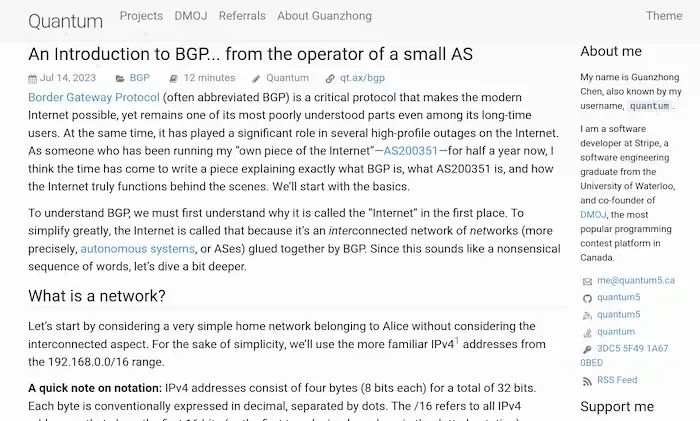 Quantum
Projects DMOJ Referrals About Guanzhong
Theme
An Introduction to BGP... from the operator of a small AS
Jul 14, 2023 BGP 12 minutes Quantum qt.ax/bgp
Border Gateway Protocol (often abbreviated BGP) is a critical protocol that makes the modern
Internet possible, yet remains one of its most poorly understood parts even among its long-time
users. At the same time, it has played a significant role in several high-profile outages on the Internet.
As someone who has been running my “own piece of the Internet”—AS200351—for half a year now, I
think the time has come to write a piece explaining exactly what BGP is, what AS200351 is, and how
the Internet truly functions behind the scenes. We’ll start with the basics.
To understand BGP, we must first understand why it is called the “Internet” in the first place. To
simplify greatly, the Internet is called that because it’s an interconnected network of networks (more
precisely, autonomous systems, or ASes) glued together by BGP. Since this sounds like a nonsensical
sequence of words, let’s dive a bit deeper.
What is a network?
Let’s start by considering a very simple home network belonging to Alice without considering the
interconnected aspect. For the sake of simplicity, we’ll use the more familiar IPv4¹ addresses from
the 192.168.0.0/16 range.
A quick note on notation: IPv4 addresses consist of four bytes (8 bits each) for a total of 32 bits.
Each byte is conventionally expressed in decimal, separated by dots. The /16 refers to all IPv4
About me
My name is Guanzhong
Chen, also known by my
username, quantum .
I am a software
developer at Stripe, a
software engineering
graduate from the
University of Waterloo,
and co-founder of
DMOJ, the most
popular programming
contest platform in
Canada.
me@quantum5.ca
quantum5
quantum5
quantum
3DC5 5F49 1A67
0BED
RSS Feed
Support me